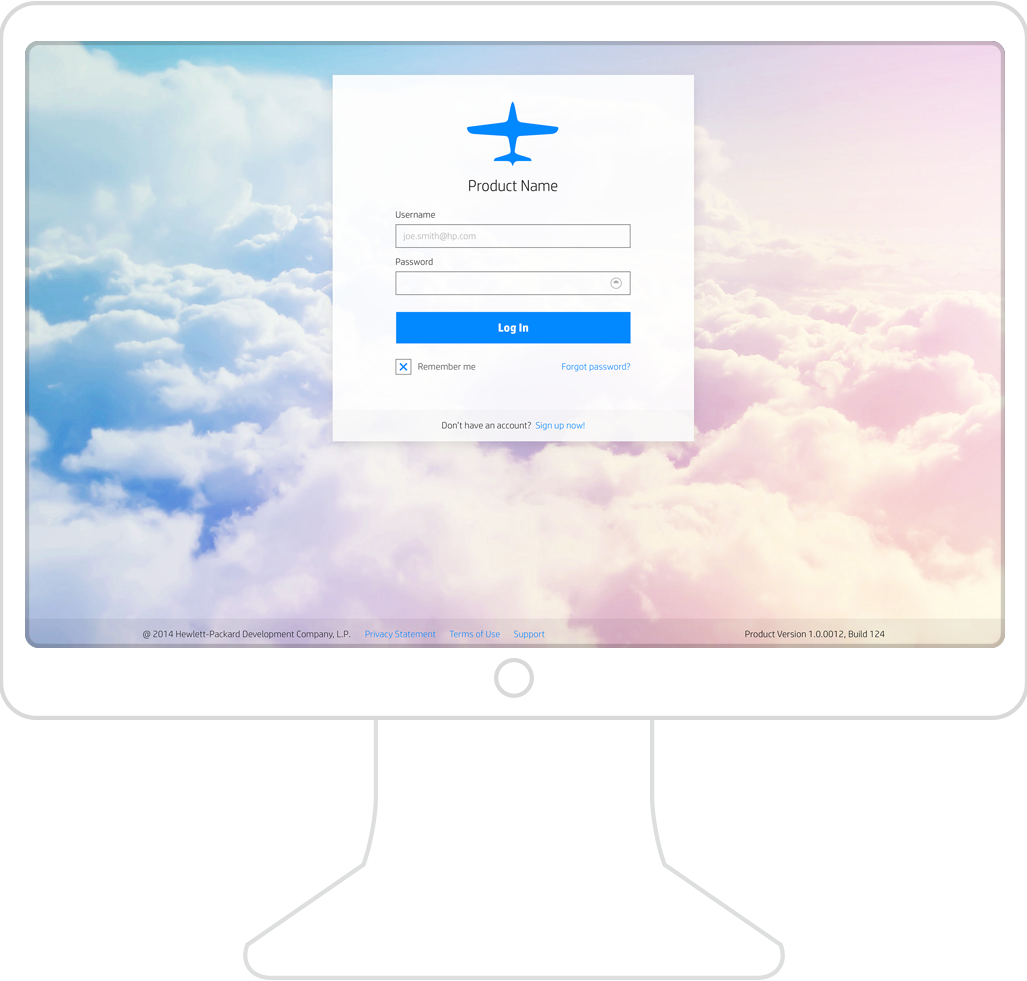 Product Name
Username
joe.smith@hp.com
Password
Log In
Remember me Forgot password?
Don't have an account? Sign up now!
@ 2014 Hewlett-Packard Development Company, L.P. Privacy Statement Terms of Use Support Product Version 1.0.0012, Build 124